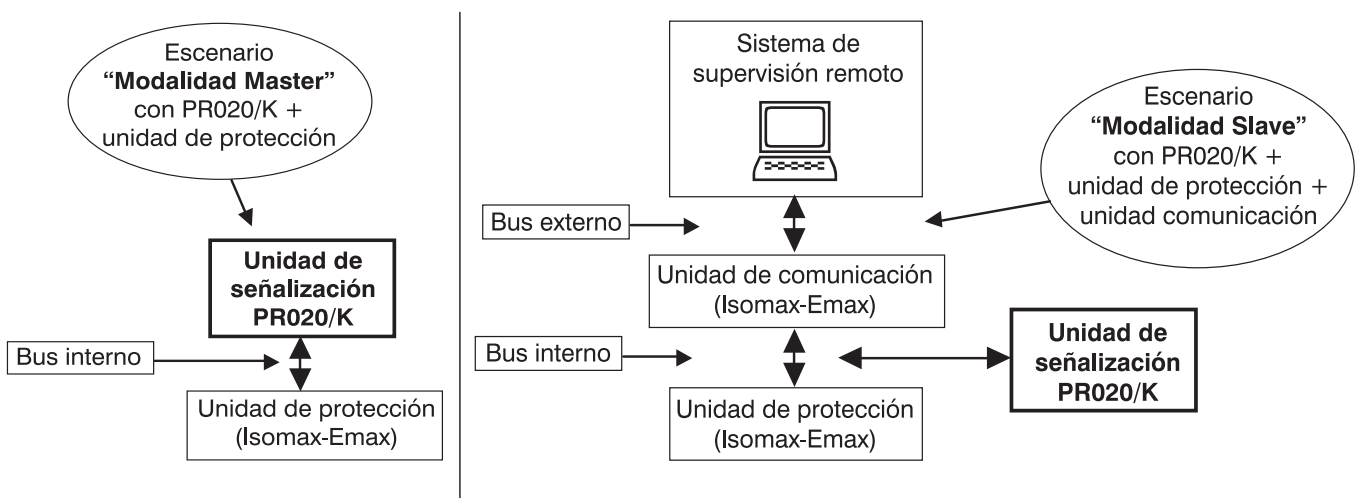 Escenario
“Modalidad Master”
con PR020/K +
unidad de protección
Unidad de
señalización
PR020/K
Bus interno
Unidad de protección
(Isomax-Emax)
Sistema de
supervisión remoto
Escenario
“Modalidad Slave”
con PR020/K +
unidad de protección +
unidad comunicación
Bus externo
Unidad de comunicación
(Isomax-Emax)
Bus interno
Unidad de
señalización
PR020/K
Unidad de protección
(Isomax-Emax)